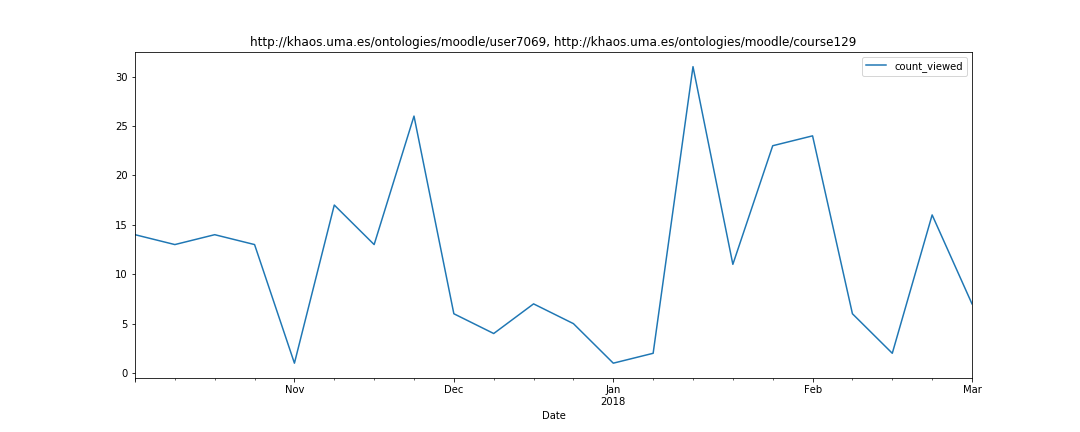 http://khaos.uma.es/ontologies/moodle/user7069, http://khaos.uma.es/ontologies/moodle/course129
count_viewed
30
25
20
15
10
5
0
Nov Dec Jan Feb Mar
2018
Date